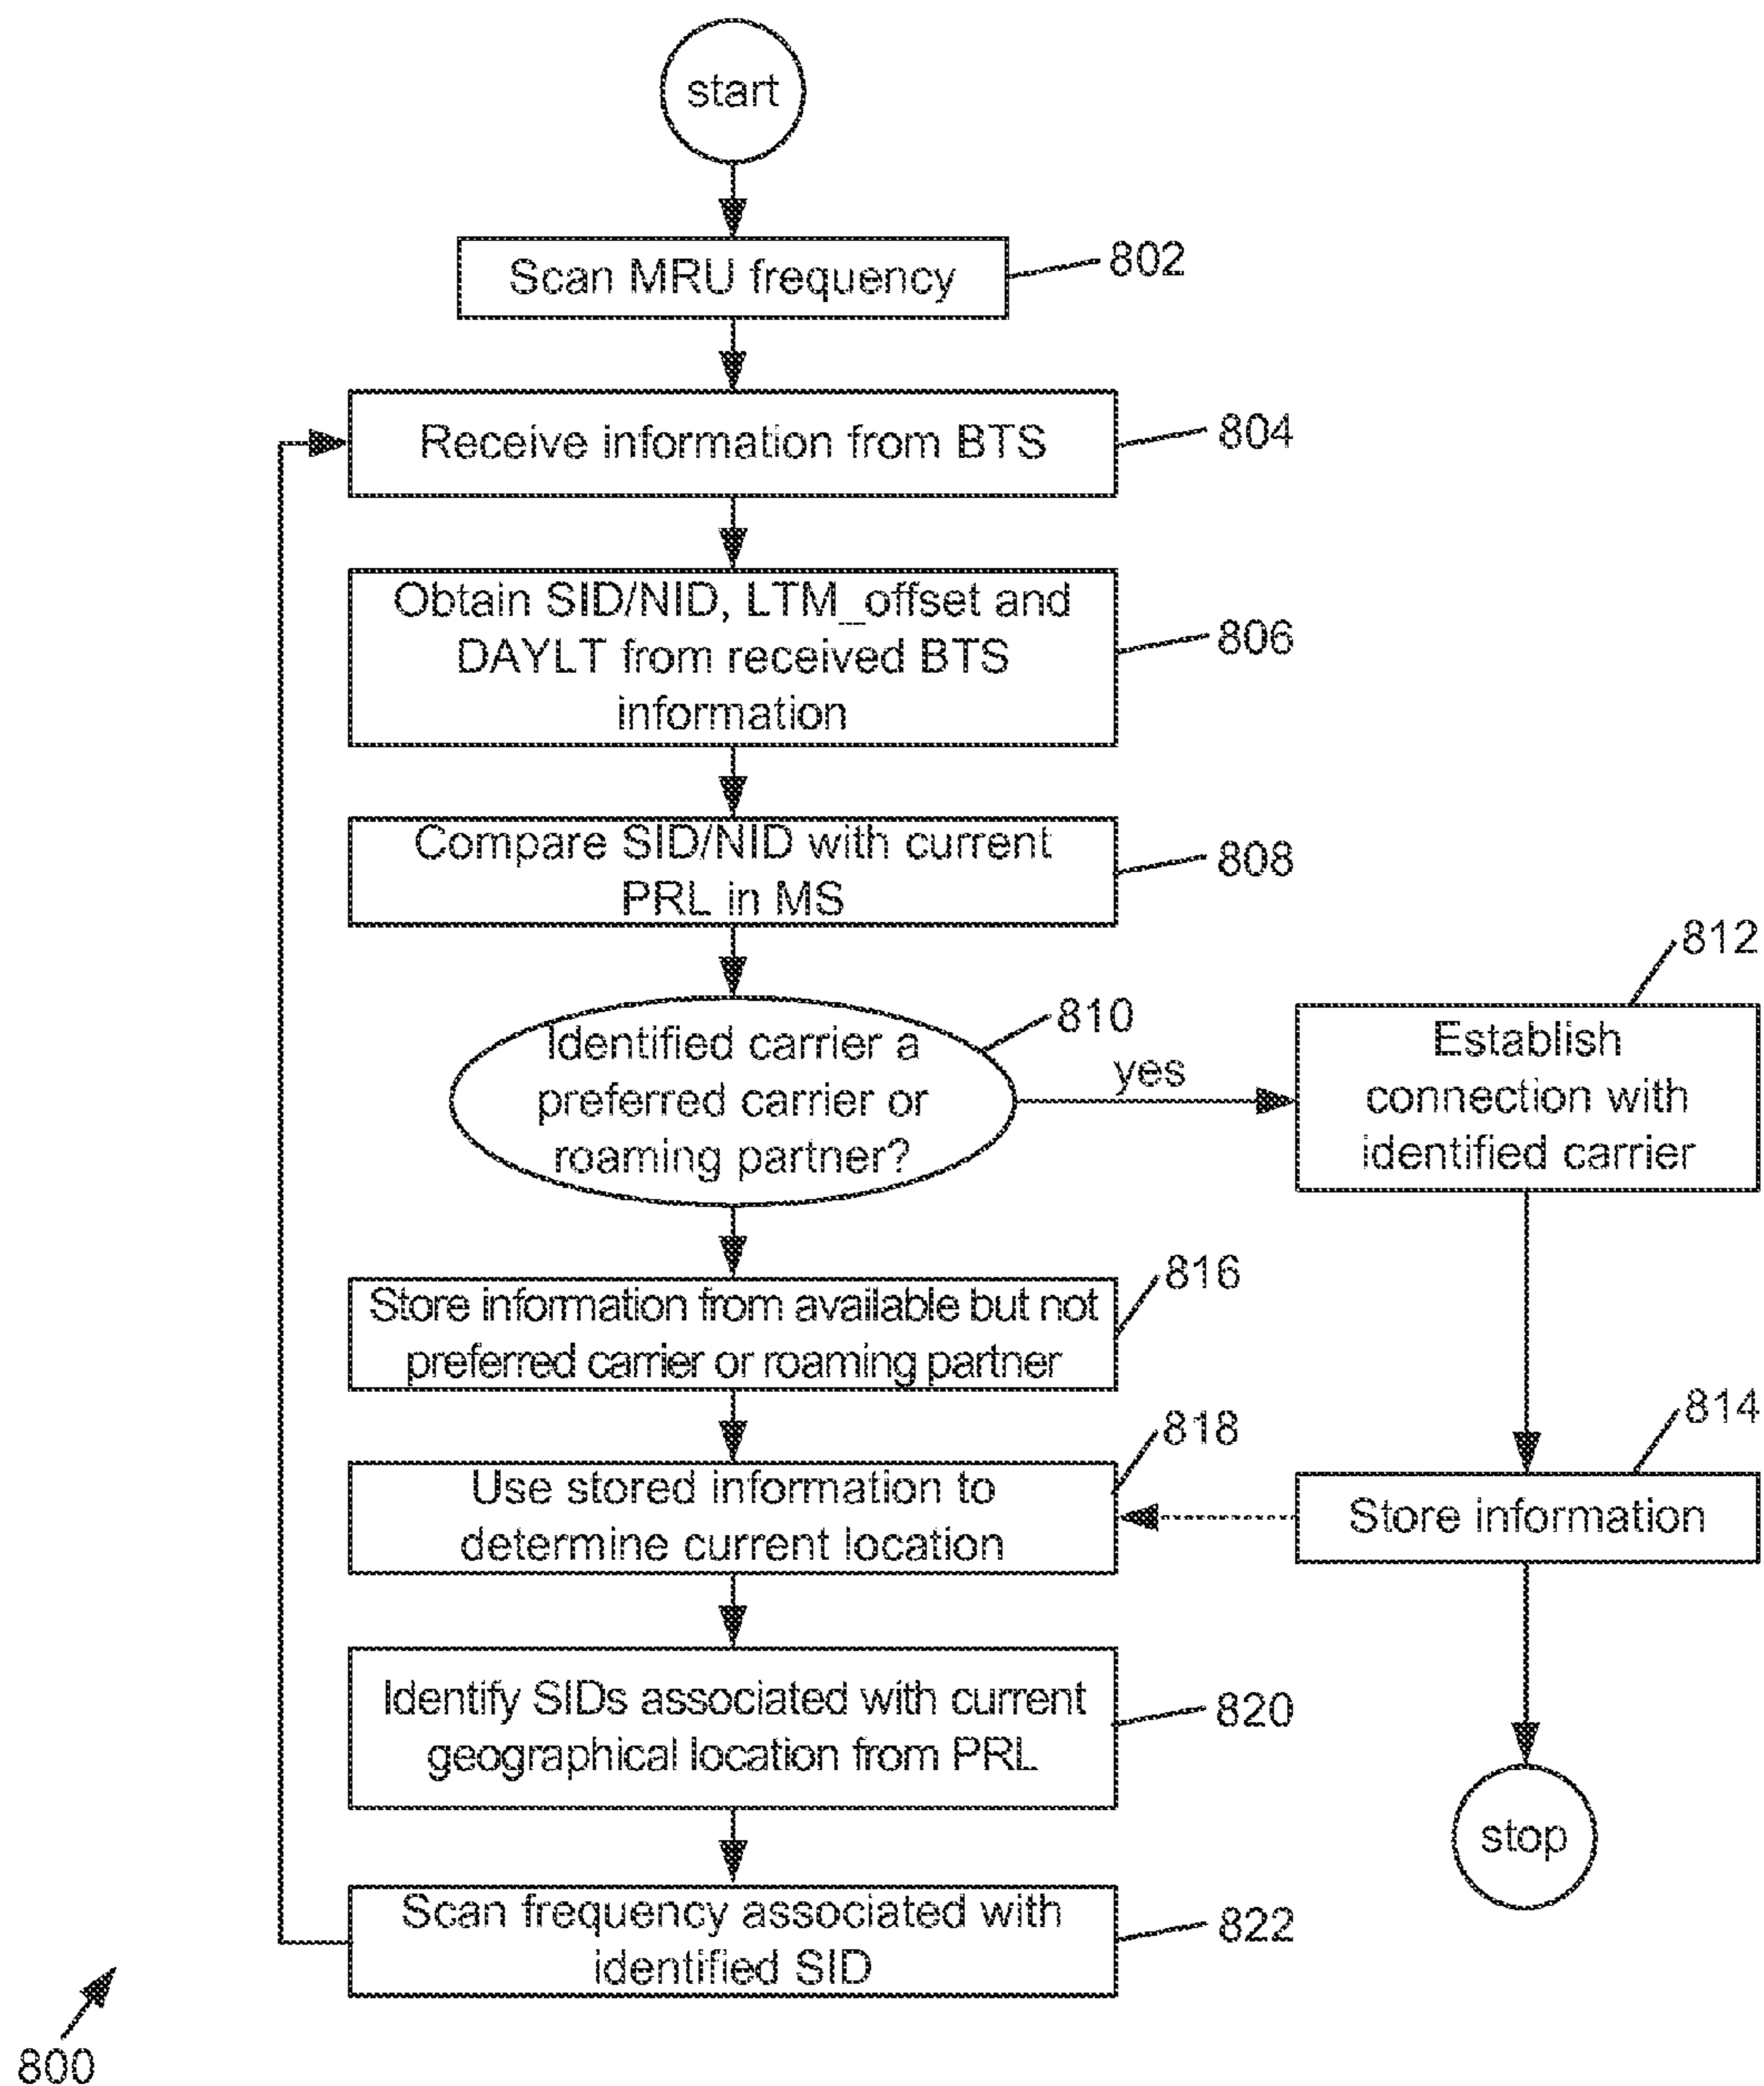 start
Scan MRU frequency
802
Receive information from BTS
804
Obtain SID/NID, LTM_offset and
DAYLT from received BTS
information
806
Compare SID/NID with current
PRL in MS
808
Identified carrier a
preferred carrier or
roaming partner?
810
yes
812
Establish
connection with
identified carrier
816
Store information from available but not
preferred carrier or roaming partner
818
Use stored information to
determine current location
814
Store information
Identify SIDs associated with current
geographical location from PRL
820
stop
Scan frequency associated with
identified SID
822
800